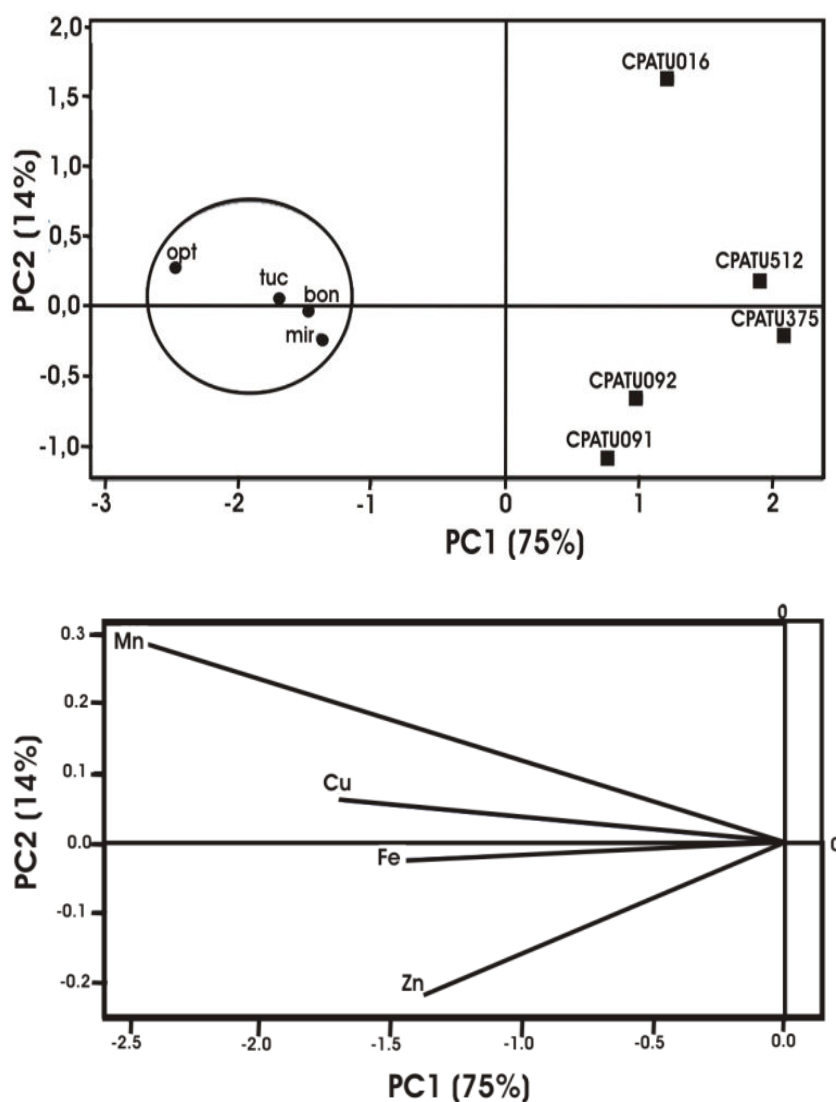 2,0
CPATU016
1,5
1,0
PC2 (14%)
0,5
opt
tuc
bon
CPATU512
0,0
mir
CPATU375
-0,5
CPATU092
CPATU091
-1,0
-3 -2 -1 0 1 2
PC1 (75%)
0
0.3
Mn
0.2
0.1
Cu
PC2 (14%)
0.0
0
Fe
-0.1
Zn
-0.2
-2.5 -2.0 -1.5 -1.0 -0.5 0.0
PC1 (75%)